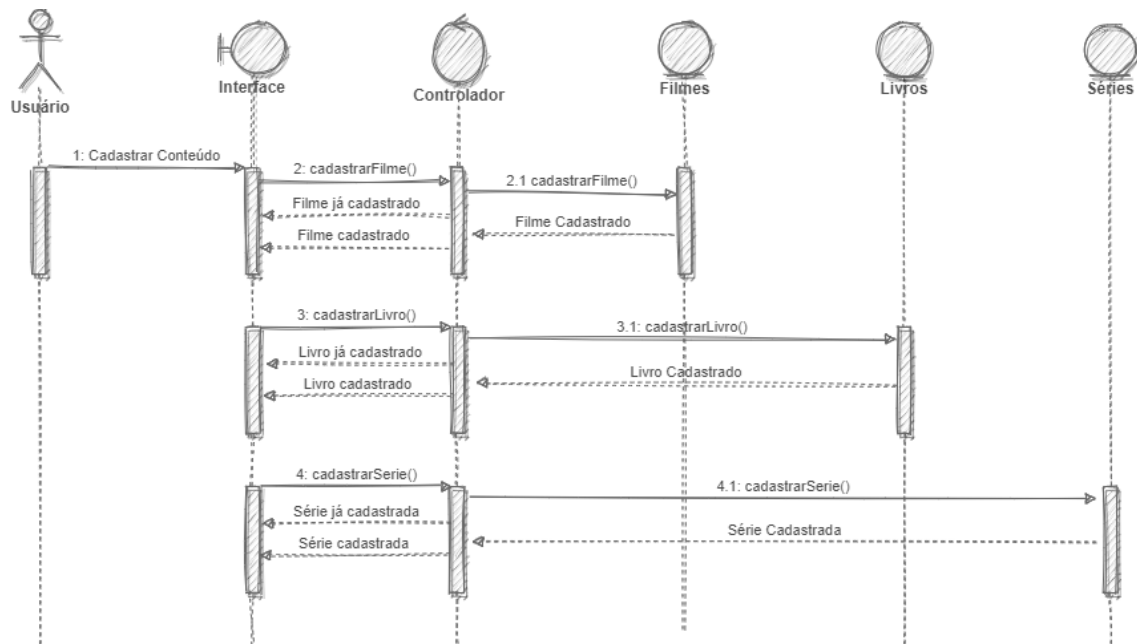 Usuário
Interface
Controlador
Filmes
Livros
Séries
1: Cadastrar Conteúdo
2: cadastrarFilme()
2.1 cadastrarFilme()
Filme já cadastrado
Filme Cadastrado
Filme cadastrado
3: cadastrarLivro()
3.1: cadastrarLivro()
Livro já cadastrado
Livro Cadastrado
Livro cadastrado
4: cadastrarSerie()
4.1: cadastrarSerie()
Série já cadastrada
Série Cadastrada
Série cadastrada